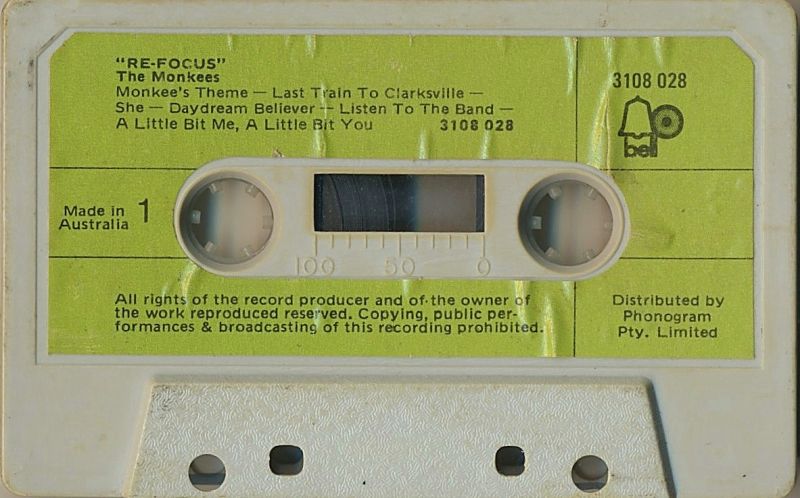 "RE-FOCUS"
The Monkees
Monkee's Theme — Last Train To Clarksville —
She — Daydream Believer — Listen To The Band —
A Little Bit Me, A Little Bit You 3108 028
3108 028
bell
Made in
Australia
1
100 50 0
All rights of the record producer and of the owner of
the work reproduced reserved. Copying, public per-
formances & broadcasting of this recording prohibited.
Distributed by
Phonogram
Pty. Limited